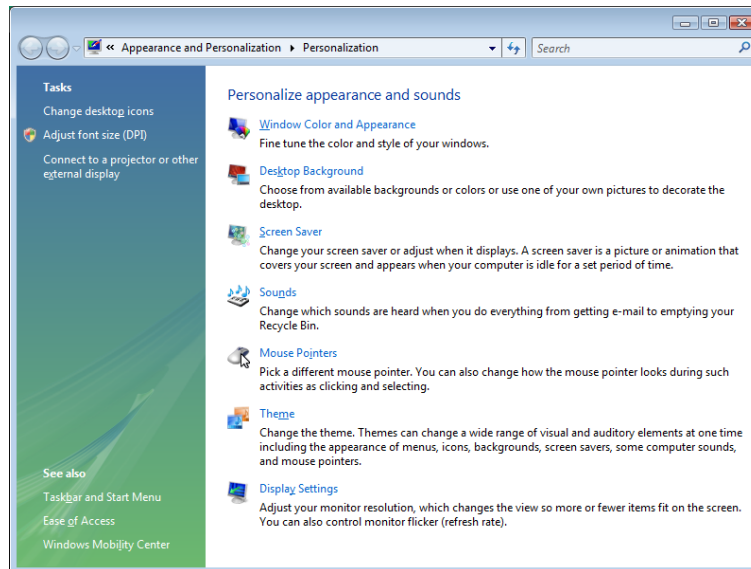 « Appearance and Personalization ▸ Personalization
Search
Tasks
Change desktop icons
Adjust font size (DPI)
Connect to a projector or other
external display
See also
Taskbar and Start Menu
Ease of Access
Windows Mobility Center
Personalize appearance and sounds
Window Color and Appearance
Fine tune the color and style of your windows.
Desktop Background
Choose from available backgrounds or colors or use one of your own pictures to decorate the
desktop.
Screen Saver
Change your screen saver or adjust when it displays. A screen saver is a picture or animation that
covers your screen and appears when your computer is idle for a set period of time.
Sounds
Change which sounds are heard when you do everything from getting e-mail to emptying your
Recycle Bin.
Mouse Pointers
Pick a different mouse pointer. You can also change how the mouse pointer looks during such
activities as clicking and selecting.
Theme
Change the theme. Themes can change a wide range of visual and auditory elements at one time
including the appearance of menus, icons, backgrounds, screen savers, some computer sounds,
and mouse pointers.
Display Settings
Adjust your monitor resolution, which changes the view so more or fewer items fit on the screen.
You can also control monitor flicker (refresh rate).